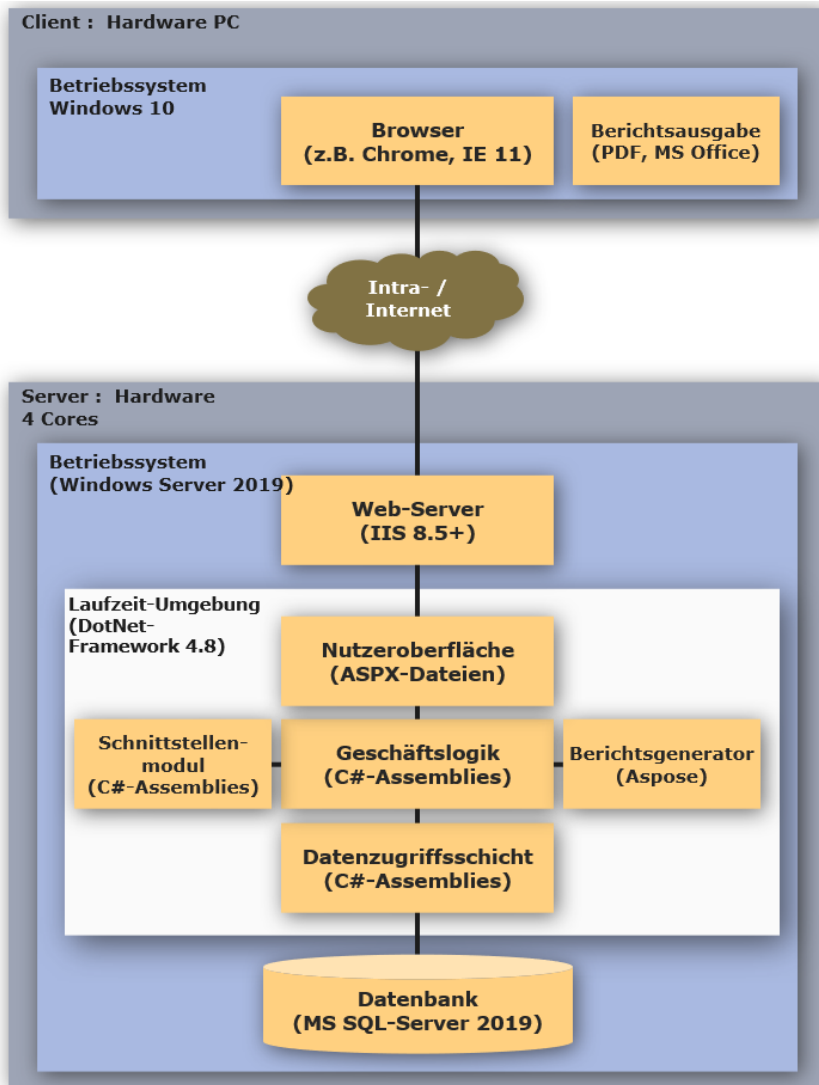 Client :  Hardware PC
Betriebssystem
Windows 10
Browser
(z.B. Chrome, IE 11)
Berichtsausgabe
(PDF, MS Office)
Intra- /
Internet
Server :  Hardware
4 Cores
Betriebssystem
(Windows Server 2019)
Web-Server
(IIS 8.5+)
Laufzeit-Umgebung
(DotNet-
Framework 4.8)
Nutzeroberfläche
(ASPX-Dateien)
Schnittstellen-
modul
(C#-Assemblies)
Geschäftslogik
(C#-Assemblies)
Berichtsgenerator
(Aspose)
Datenzugriffsschicht
(C#-Assemblies)
Datenbank
(MS SQL-Server 2019)